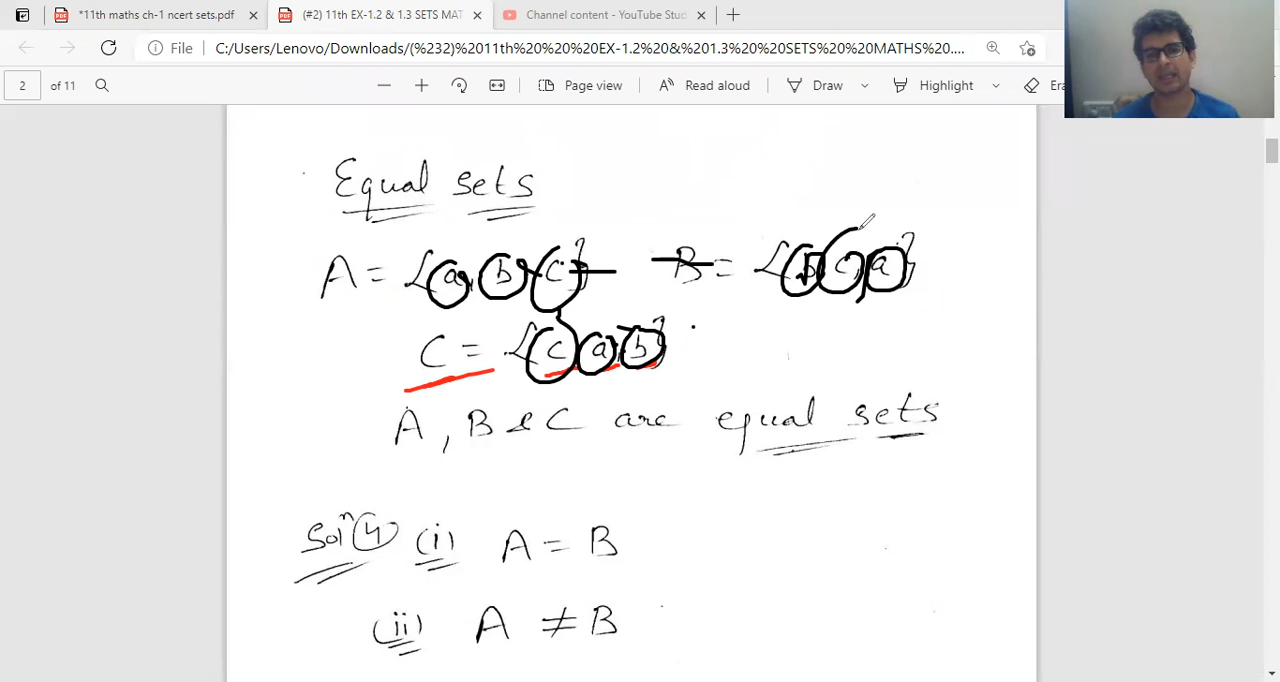 *11th maths ch-1 ncert sets.pdf
(#2) 11th EX-1.2 & 1.3 SETS MAT
Channel content - YouTube Stud
File
C:/Users/Lenovo/Downloads/(%232)%2011th%20%20%20EX-1.2%20&%201.3%20%20SETS%20%20MATHS%20....
2 of 11
Page view
Read aloud
Draw
Highlight
Era
Equal sets
A = {a, b, c} B = {b, c, a}
C = {c, a, b}
A, B & C are equal sets
Solⁿ (4) (i) A = B
(ii) A ≠ B